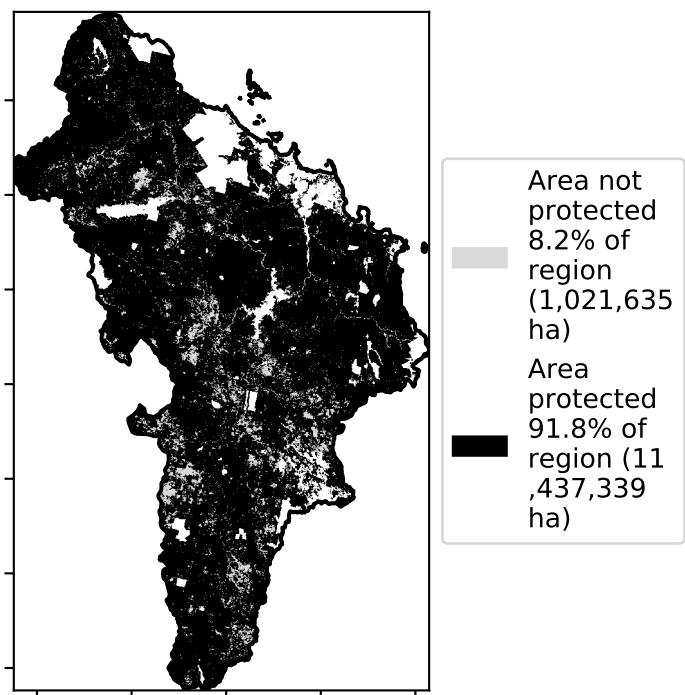 Area not
protected
8.2% of
region
(1,021,635
ha)
Area
protected
91.8% of
region (11
,437,339
ha)